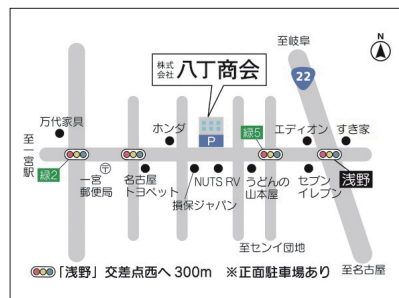 至岐阜
N
株式会社 八丁商会
22
万代家具
ホンダ
P
緑5
エディオン
すき家
至一宮駅
緑2
〒
一宮
郵便局
名古屋
トヨペット
NUTS RV
損保ジャパン
うどんの
山本屋
セブン
イレブン
浅野
至センイ団地
至名古屋
「浅野」交差点西へ300m ※正面駐車場あり